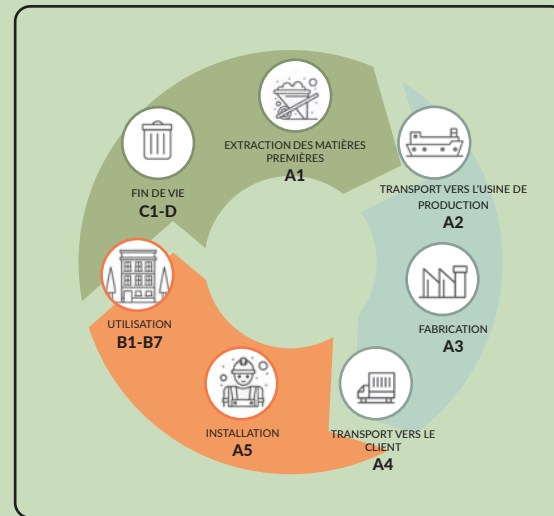 EXTRACTION DES MATIÈRES
PREMIÈRES
A1
TRANSPORT VERS L'USINE DE
PRODUCTION
A2
FABRICATION
A3
TRANSPORT VERS LE
CLIENT
A4
INSTALLATION
A5
UTILISATION
B1-B7
FIN DE VIE
C1-D